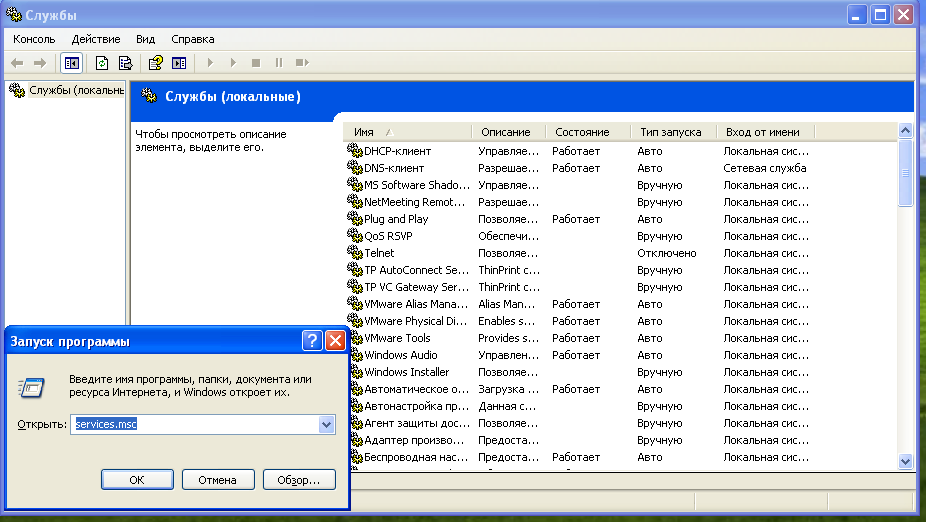 Службы
Консоль Действие Вид Справка
Службы (локальнь
Службы (локальные)
Чтобы просмотреть описание
элемента, выделите его.
Имя Описание Состояние Тип запуска Вход от имени
DHCP-клиент Управляе... Работает Авто Локальная сис...
DNS-клиент Разрешае... Работает Авто Сетевая служба
MS Software Shado... Управляе... Вручную Локальная сис...
NetMeeting Remot... Разрешае... Вручную Локальная сис...
Plug and Play Позволяе... Работает Авто Локальная сис...
QoS RSVP Обеспечи... Вручную Локальная сис...
Telnet Позволяе... Отключено Локальная сис...
TP AutoConnect Se... ThinPrint c... Вручную Локальная сис...
TP VC Gateway Ser... ThinPrint c... Вручную Локальная сис...
VMware Alias Mana... Alias Man... Работает Авто Локальная сис...
VMware Physical Di... Enables s... Работает Авто Локальная сис...
VMware Tools Provides s... Работает Авто Локальная сис...
Windows Audio Управлен... Работает Авто Локальная сис...
Windows Installer Позволяе... Вручную Локальная сис...
Автоматическое о... Загрузка ... Работает Авто Локальная сис...
Автонастройка пр... Данная с... Вручную Локальная сис...
Агент защиты дос... Позволяе... Вручную Локальная сис...
Адаптер произво... Предоста... Вручную Локальная сис...
Беспроводная нас... Предоста... Работает Авто Локальная сис...
Запуск программы
Введите имя программы, папки, документа или
ресурса Интернета, и Windows откроет их.
Открыть: services.msc
ОК Отмена Обзор...